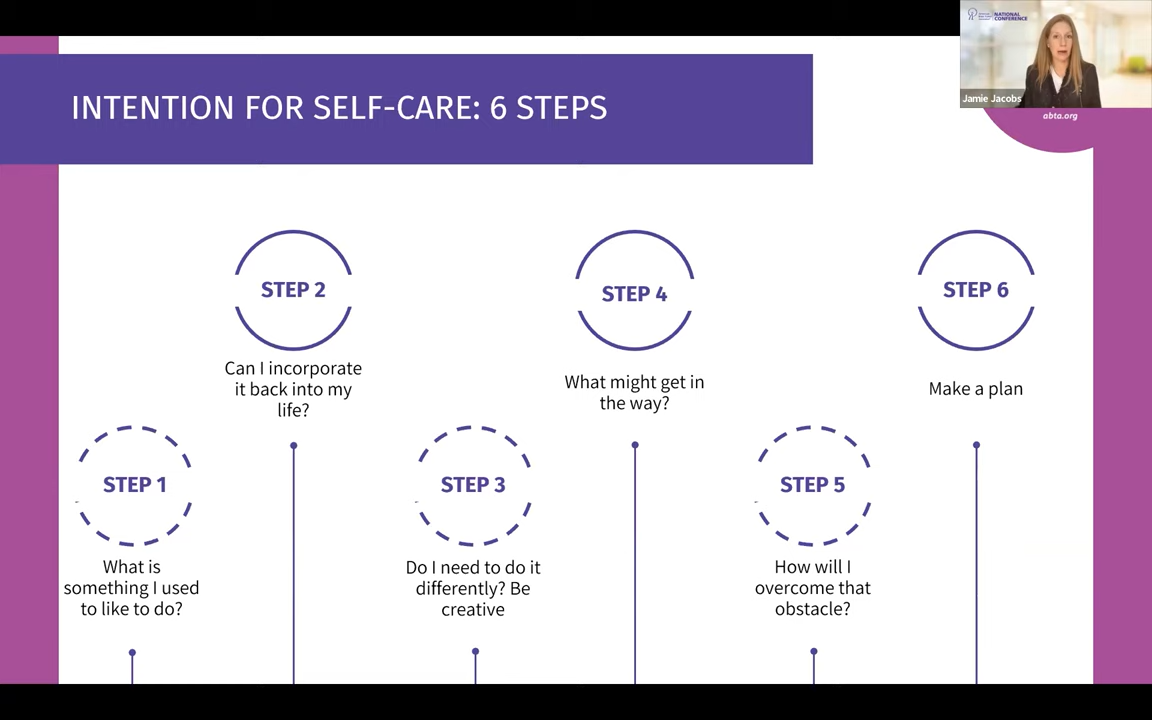 NATIONAL
CONFERENCE
Jamie Jacobs
abta.org
INTENTION FOR SELF-CARE: 6 STEPS
STEP 1
What is
something I used
to like to do?
STEP 2
Can I incorporate
it back into my
life?
STEP 3
Do I need to do it
differently? Be
creative
STEP 4
What might get in
the way?
STEP 5
How will I
overcome that
obstacle?
STEP 6
Make a plan